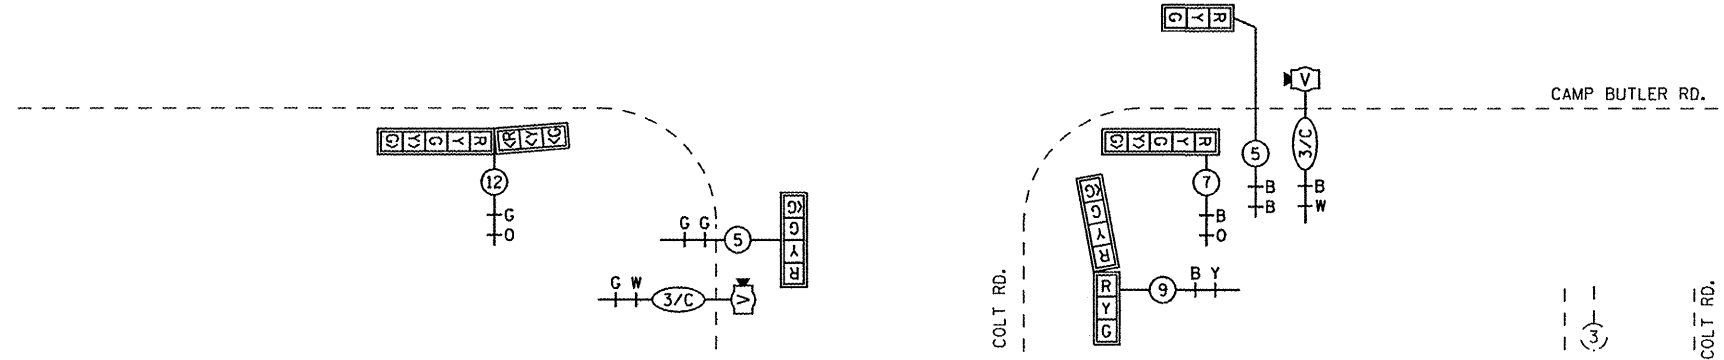 R Y G
V
CAMP BUTLER RD.
R Y G <Y> <G>
<R <Y <G
R Y G <Y> <G>
5
3/C
12
7
B
B
B
W
G
O
B
O
R Y G <G
G G 5
R Y G <G>
G W 3/C V
R
Y
G
9 B Y
COLT RD.
3
COLT RD.